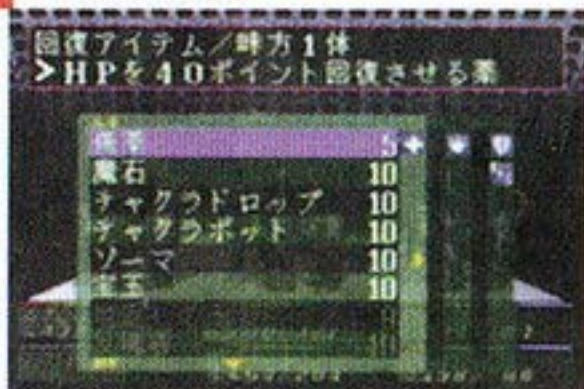 回復アイテム／味方1体
>HPを40ポイント回復させる薬
傷薬 5
魔石 10
チャクラドロップ 10
チャクラポット 10
ソーマ 10
宝玉 10